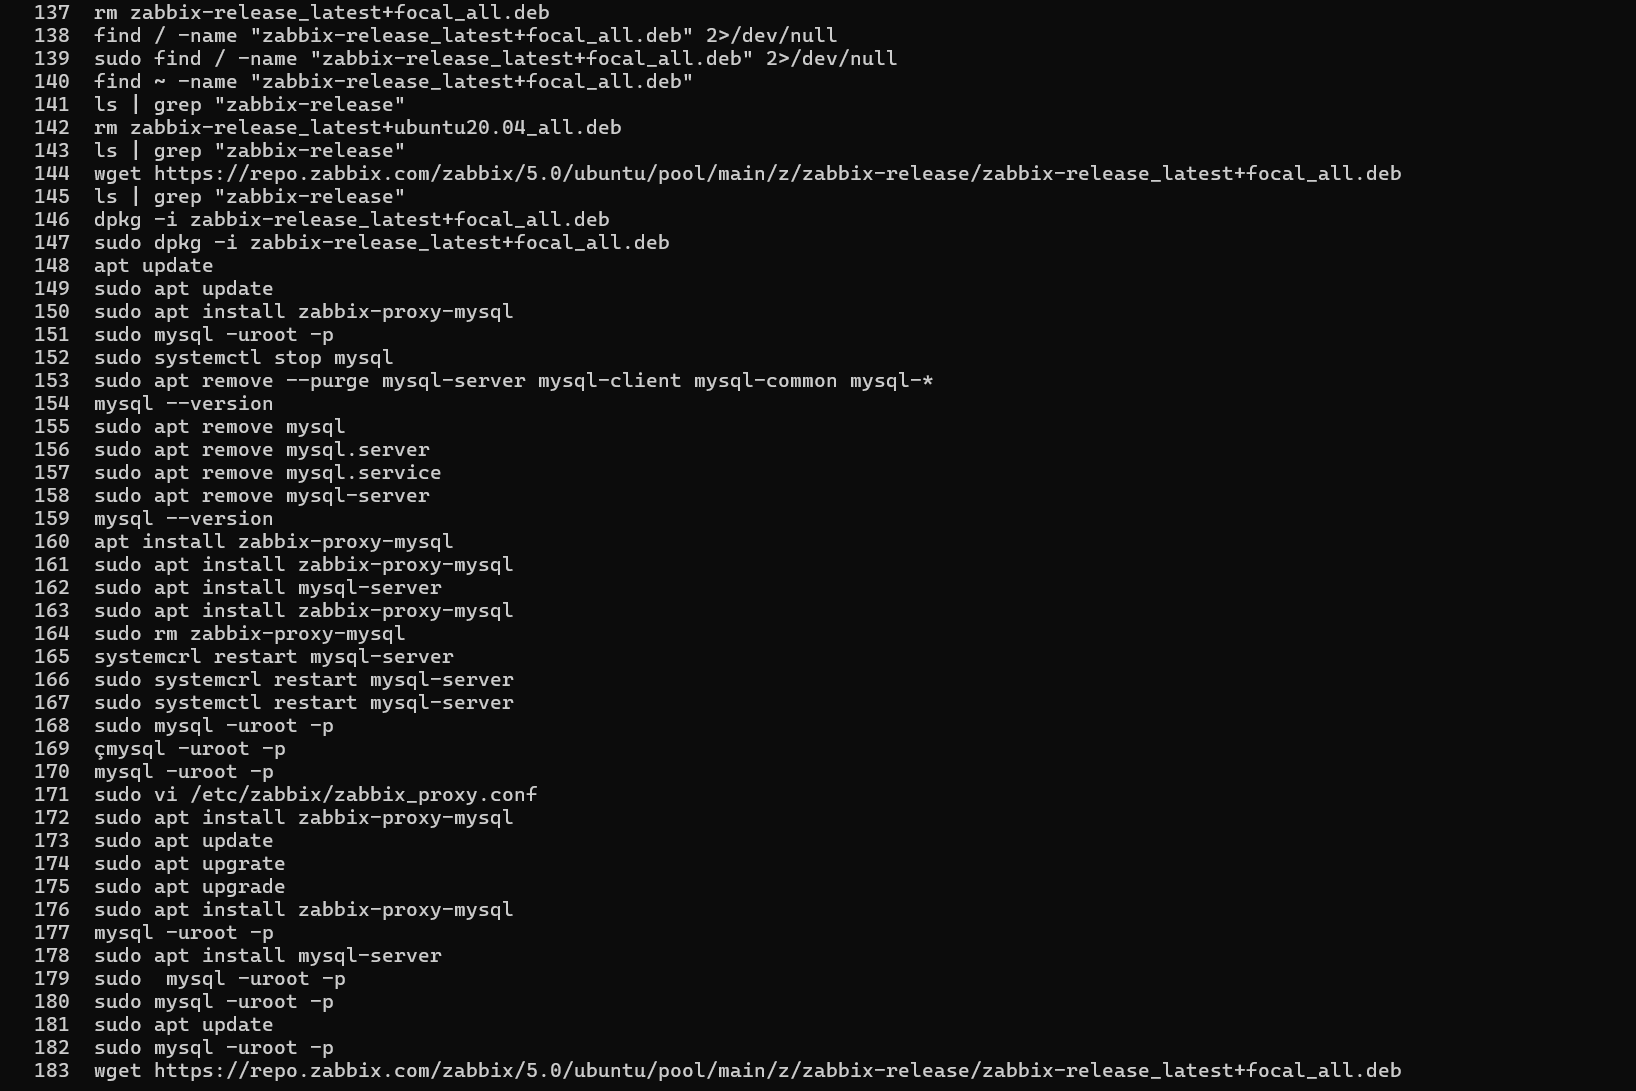 137  rm zabbix-release_latest+focal_all.deb
138  find / -name "zabbix-release_latest+focal_all.deb" 2>/dev/null
139  sudo find / -name "zabbix-release_latest+focal_all.deb" 2>/dev/null
140  find ~ -name "zabbix-release_latest+focal_all.deb"
141  ls | grep "zabbix-release"
142  rm zabbix-release_latest+ubuntu20.04_all.deb
143  ls | grep "zabbix-release"
144  wget https://repo.zabbix.com/zabbix/5.0/ubuntu/pool/main/z/zabbix-release/zabbix-release_latest+focal_all.deb
145  ls | grep "zabbix-release"
146  dpkg -i zabbix-release_latest+focal_all.deb
147  sudo dpkg -i zabbix-release_latest+focal_all.deb
148  apt update
149  sudo apt update
150  sudo apt install zabbix-proxy-mysql
151  sudo mysql -uroot -p
152  sudo systemctl stop mysql
153  sudo apt remove --purge mysql-server mysql-client mysql-common mysql-*
154  mysql --version
155  sudo apt remove mysql
156  sudo apt remove mysql.server
157  sudo apt remove mysql.service
158  sudo apt remove mysql-server
159  mysql --version
160  apt install zabbix-proxy-mysql
161  sudo apt install zabbix-proxy-mysql
162  sudo apt install mysql-server
163  sudo apt install zabbix-proxy-mysql
164  sudo rm zabbix-proxy-mysql
165  systemcrl restart mysql-server
166  sudo systemcrl restart mysql-server
167  sudo systemctl restart mysql-server
168  sudo mysql -uroot -p
169  çmysql -uroot -p
170  mysql -uroot -p
171  sudo vi /etc/zabbix/zabbix_proxy.conf
172  sudo apt install zabbix-proxy-mysql
173  sudo apt update
174  sudo apt upgrate
175  sudo apt upgrade
176  sudo apt install zabbix-proxy-mysql
177  mysql -uroot -p
178  sudo apt install mysql-server
179  sudo  mysql -uroot -p
180  sudo mysql -uroot -p
181  sudo apt update
182  sudo mysql -uroot -p
183  wget https://repo.zabbix.com/zabbix/5.0/ubuntu/pool/main/z/zabbix-release/zabbix-release_latest+focal_all.deb